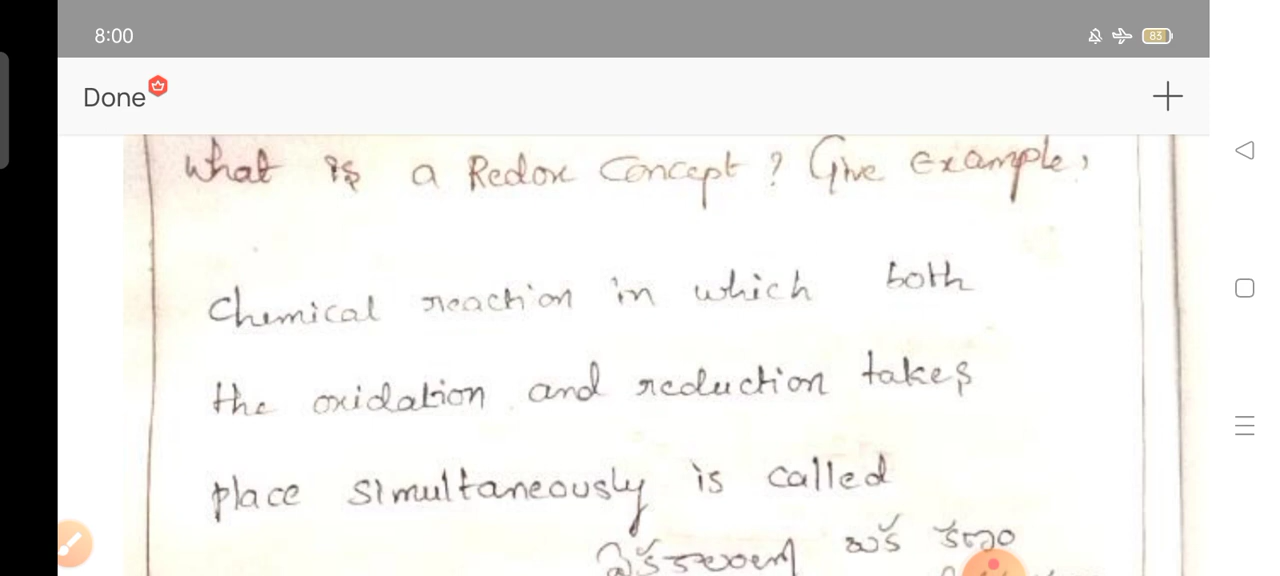 8:00
83
Done
What is a Redox Concept? Give Example,
Chemical reaction in which both
the oxidation and reduction takes
place simultaneously is called